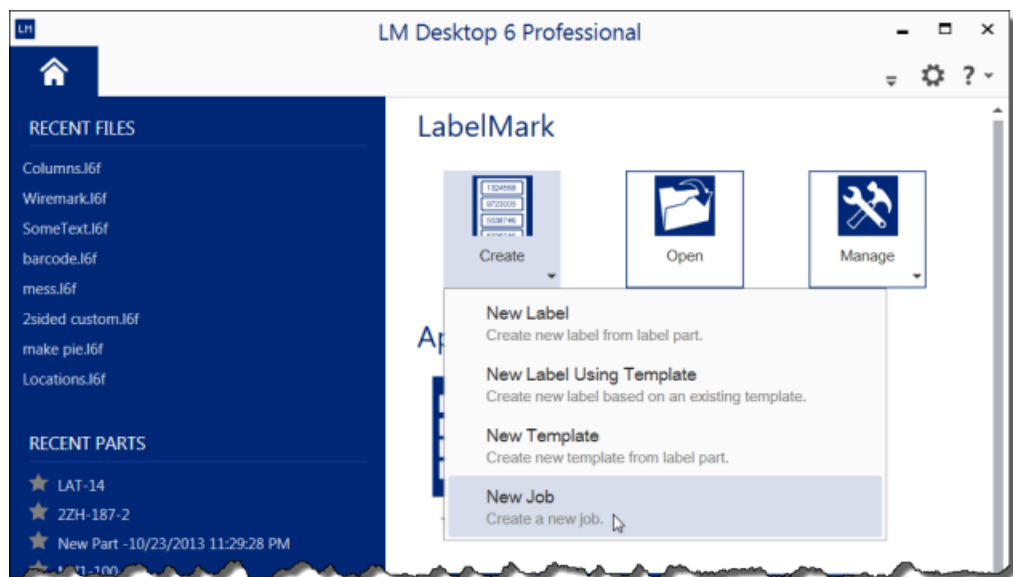 LM
LM Desktop 6 Professional
?
RECENT FILES
Columns.l6f
Wiremark.l6f
SomeText.l6f
barcode.l6f
mess.l6f
2sided custom.l6f
make pie.l6f
Locations.l6f
RECENT PARTS
LAT-14
2ZH-187-2
New Part -10/23/2013 11:29:28 PM
LabelMark
1324568
9723005
5038746
Create
Open
Manage
New Label
Create new label from label part.
New Label Using Template
Create new label based on an existing template.
New Template
Create new template from label part.
New Job
Create a new job.